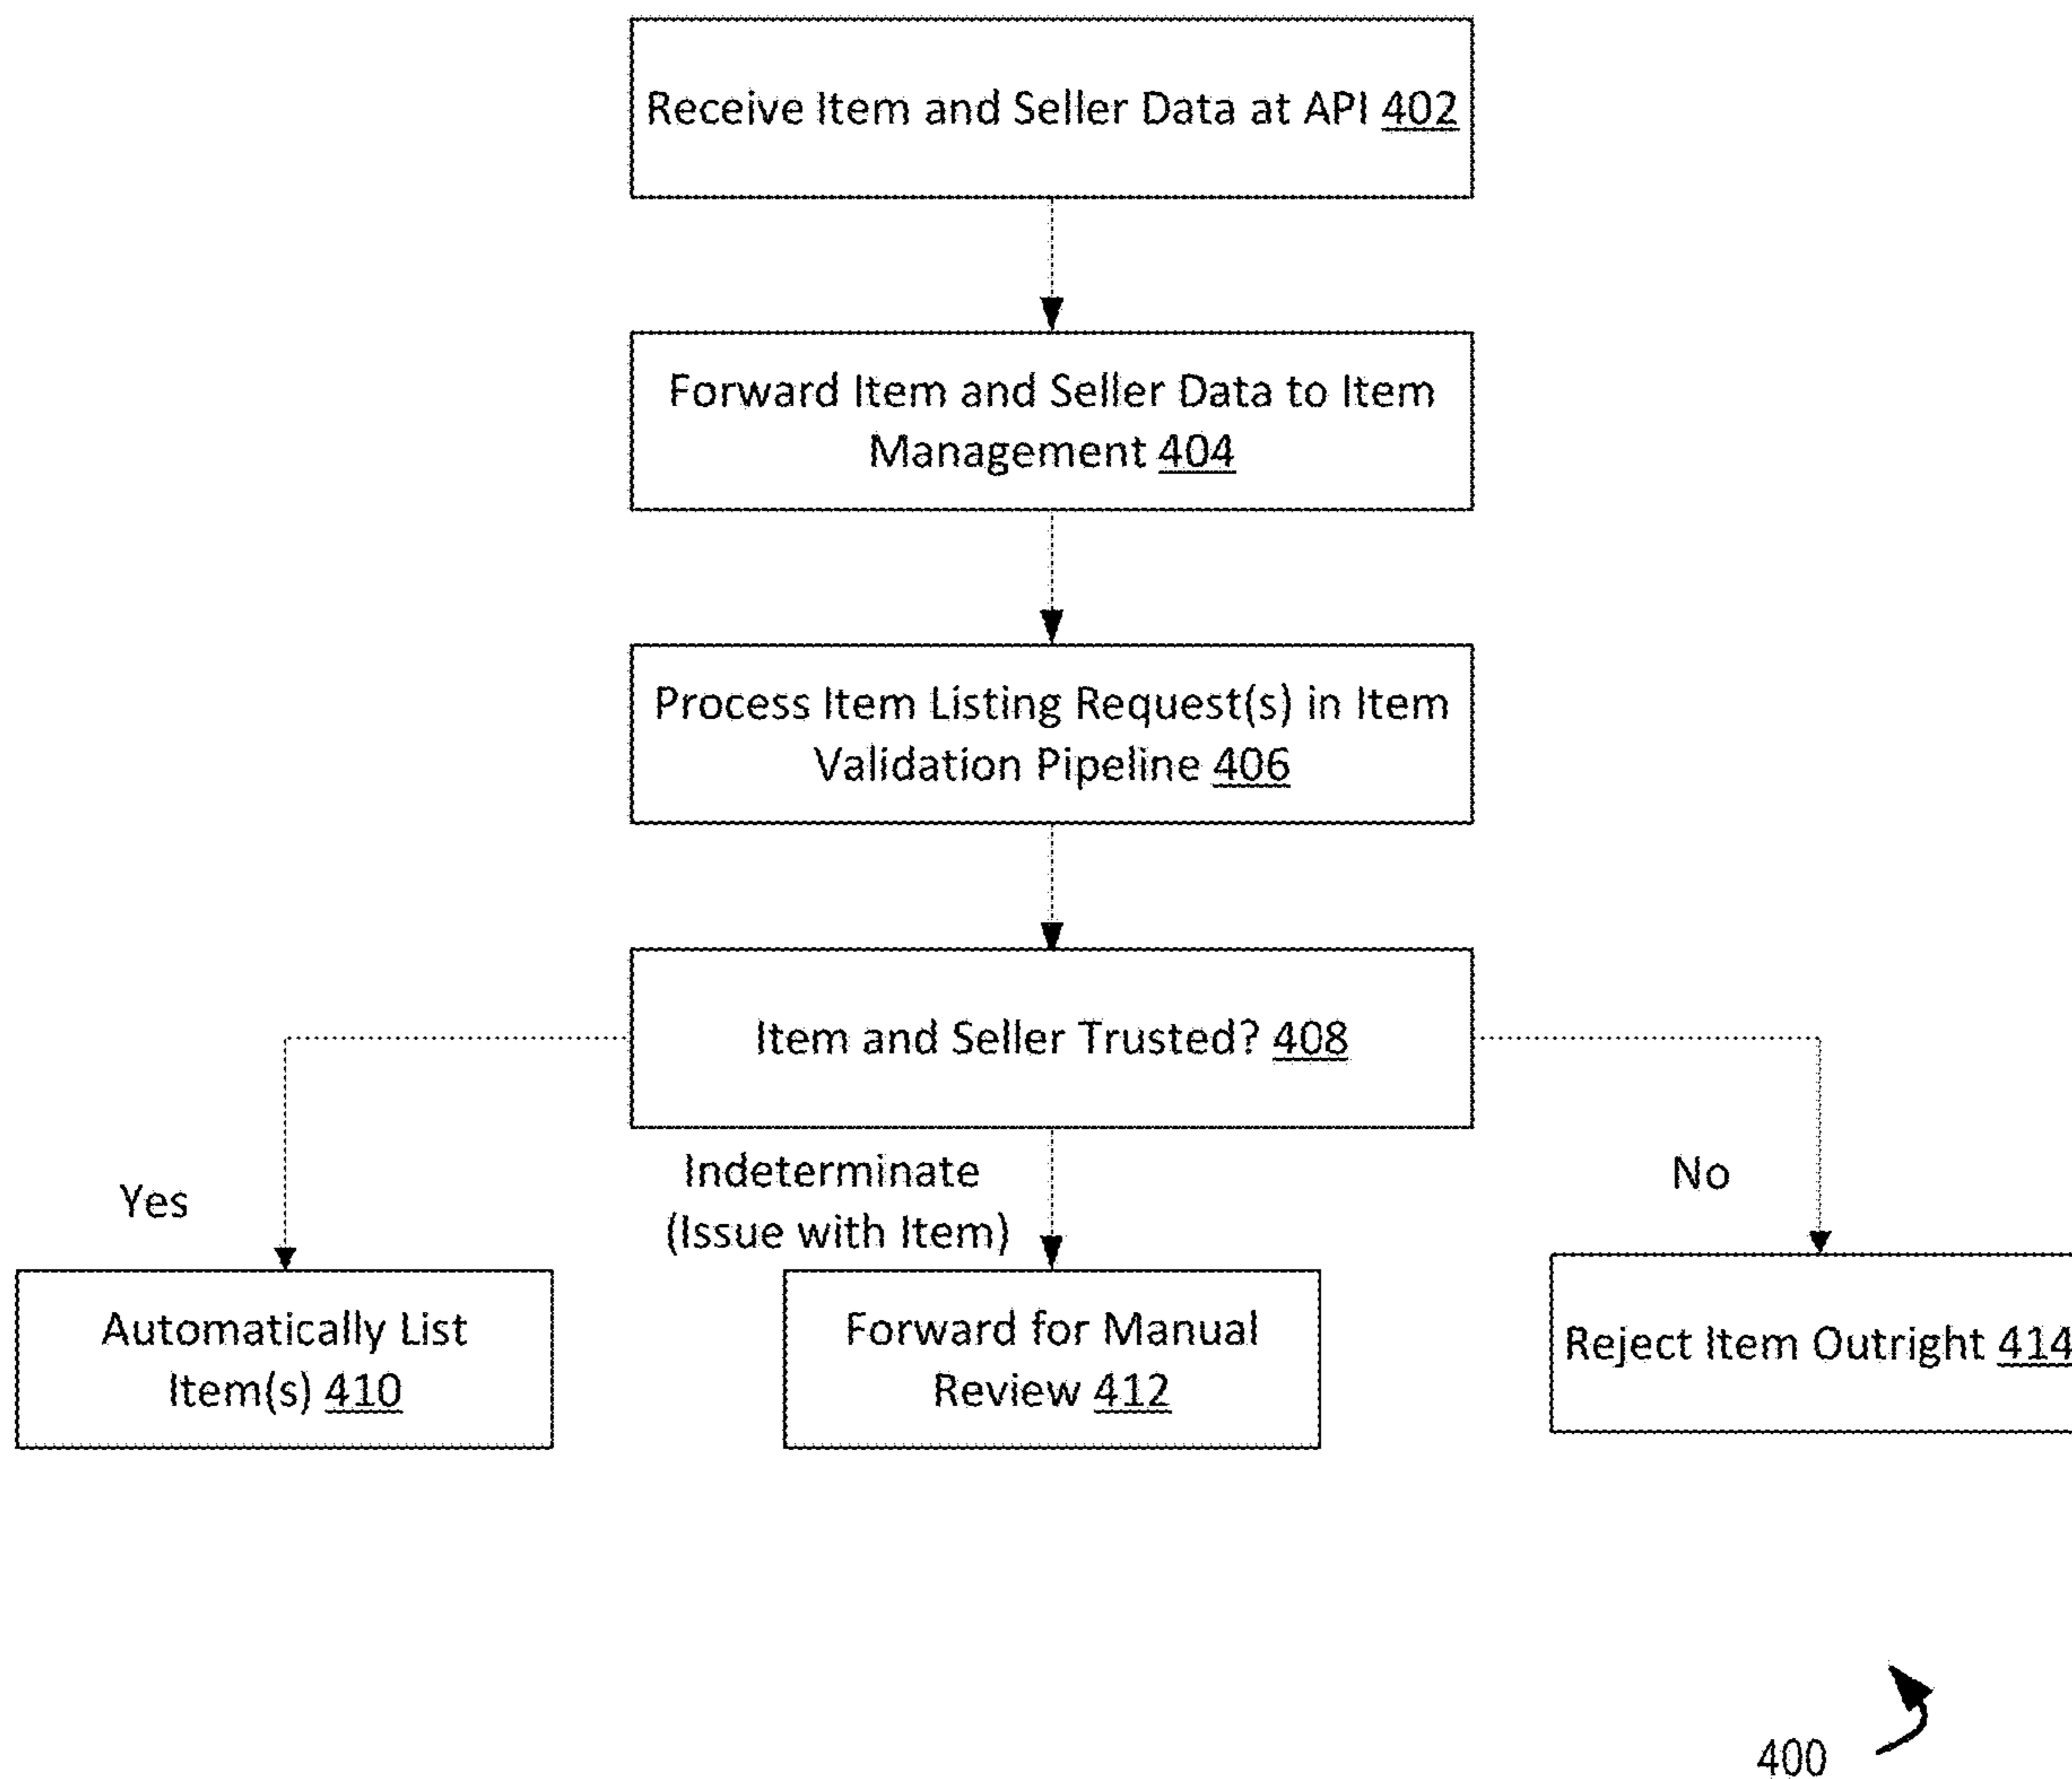 Receive Item and Seller Data at API 402
Forward Item and Seller Data to Item
Management 404
Process Item Listing Request(s) in Item
Validation Pipeline 406
Item and Seller Trusted? 408
Yes
Indeterminate
(Issue with Item)
No
Automatically List
Item(s) 410
Forward for Manual
Review 412
Reject Item Outright 414
400